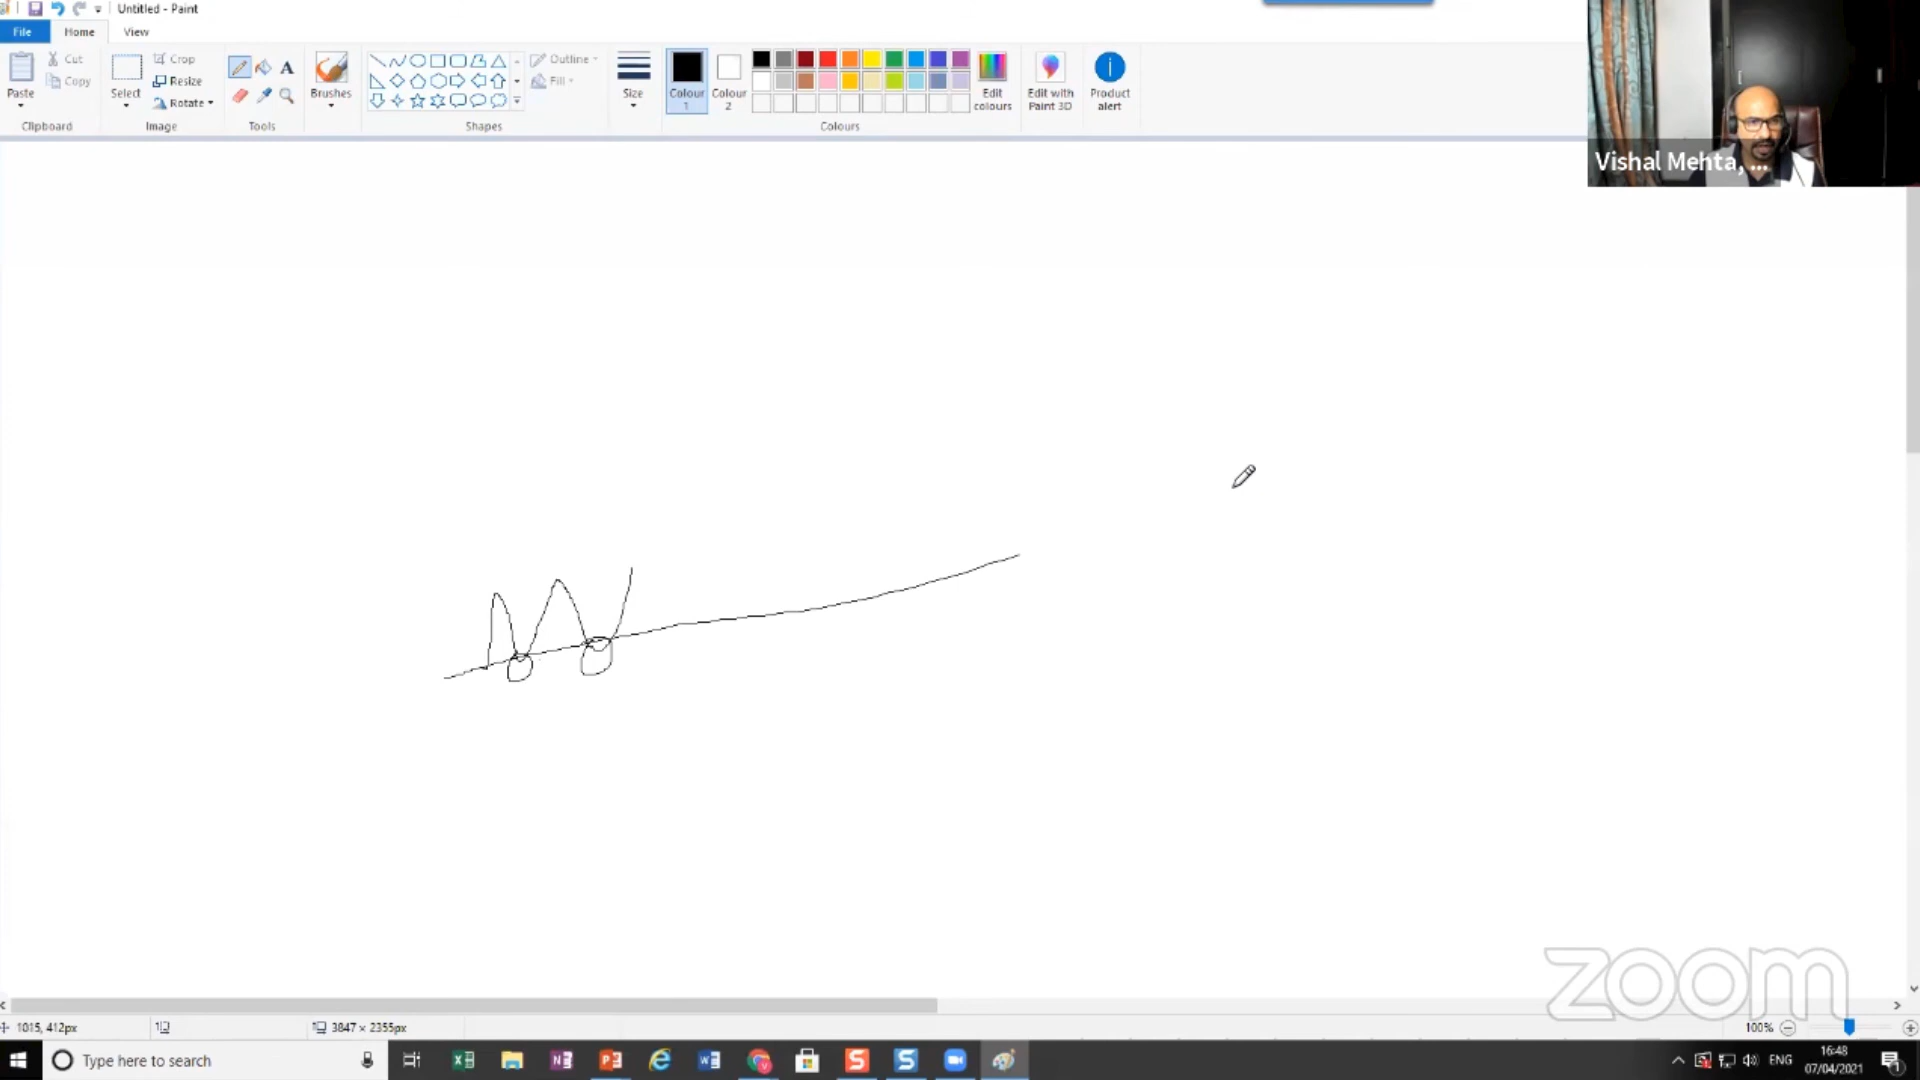 Untitled - Paint
File Home View
Paste
Cut
Copy
Clipboard
Select
Crop
Resize
Rotate
Image
A
Tools
Brushes
Outline
Fill
Shapes
Size
Colour 1
Colour 2
Edit colours
Colours
Edit with Paint 3D
Product alert
Vishal Mehta, ...
zoom
1015, 412px
3847 × 2355px
100%
Type here to search
ENG
16:48
07/04/2021